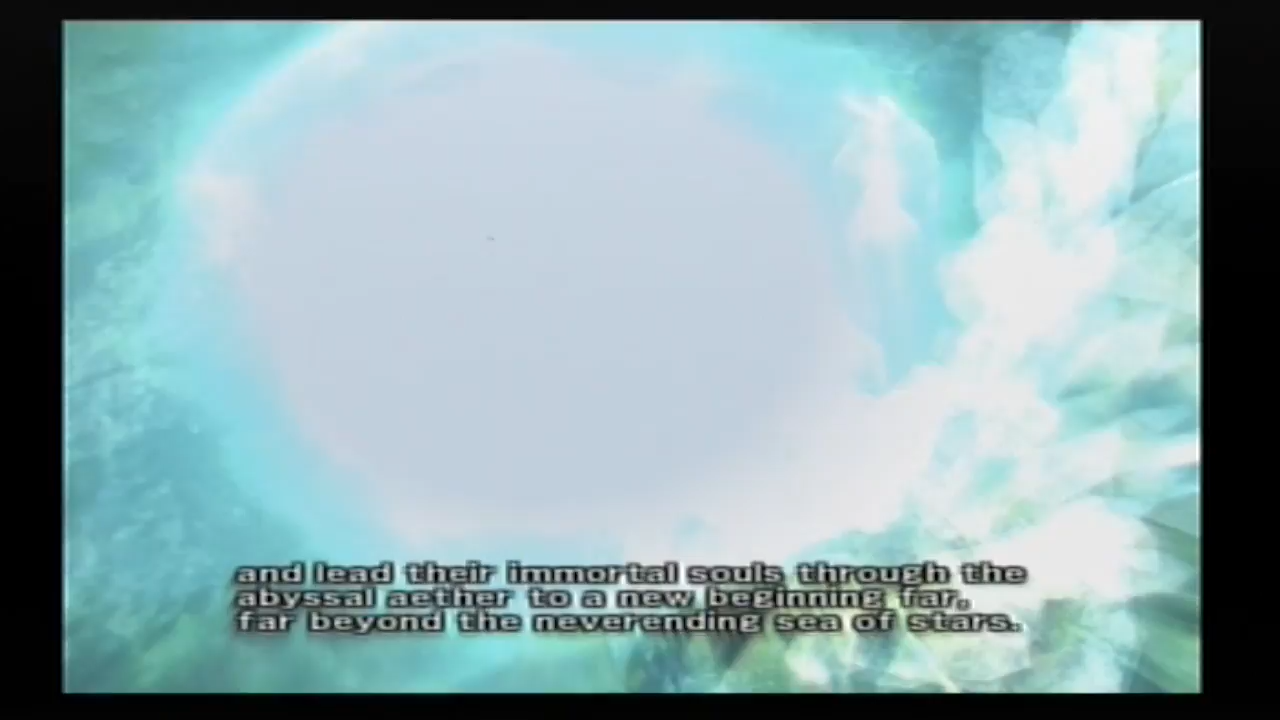 and lead their immortal souls through the
abyssal aether to a new beginning far,
far beyond the neverending sea of stars.